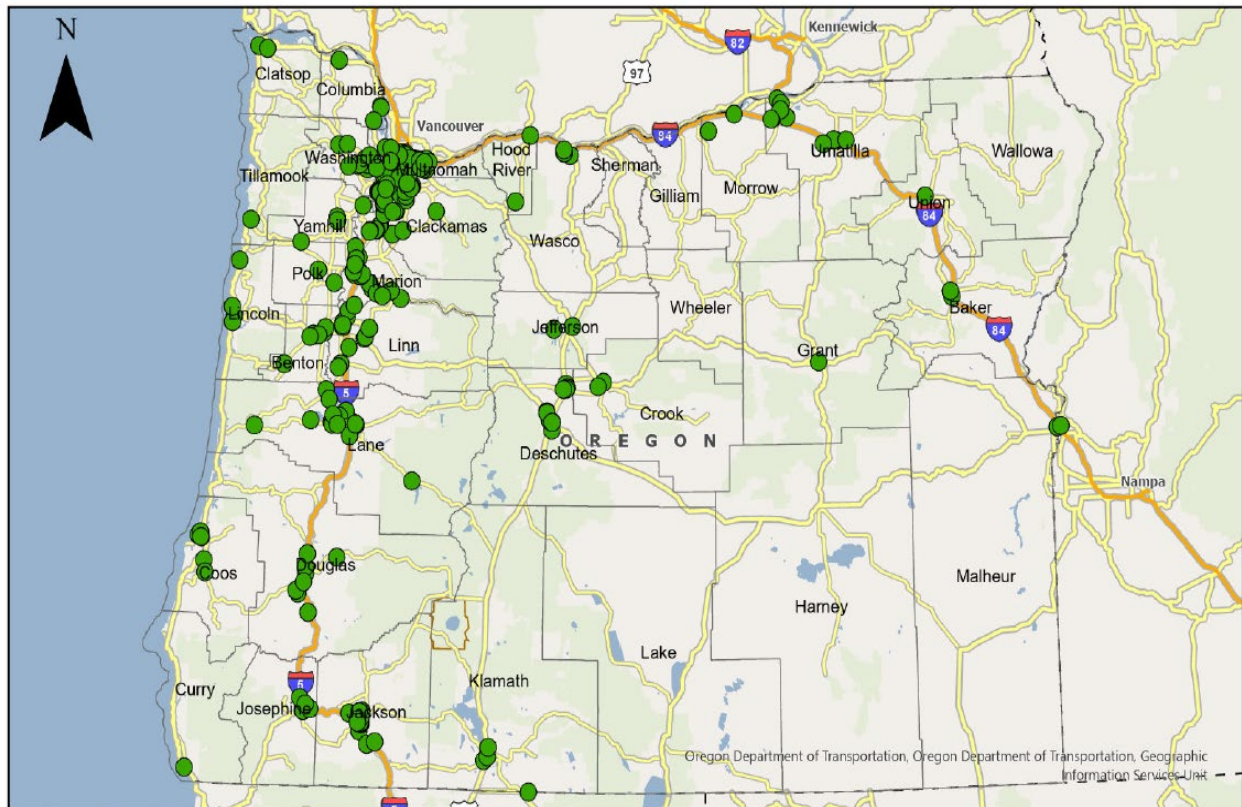 N
Kennewick
82
Clatsop
97
Columbia
Vancouver
84
Hood
River
Washington
Multnomah
Sherman
Umatilla
Wallowa
Tillamook
Gilliam
Morrow
Union
84
Yamhill
Clackamas
Wasco
Polk
Marion
Wheeler
Baker
Lincoln
Jefferson
84
Linn
Grant
Benton
5
Crook
Lane
OREGON
Deschutes
Nampa
Coos
Douglas
Malheur
Harney
Lake
Klamath
5
Curry
Josephine
Jackson
Oregon Department of Transportation, Oregon Department of Transportation, Geographic
Information Services Unit